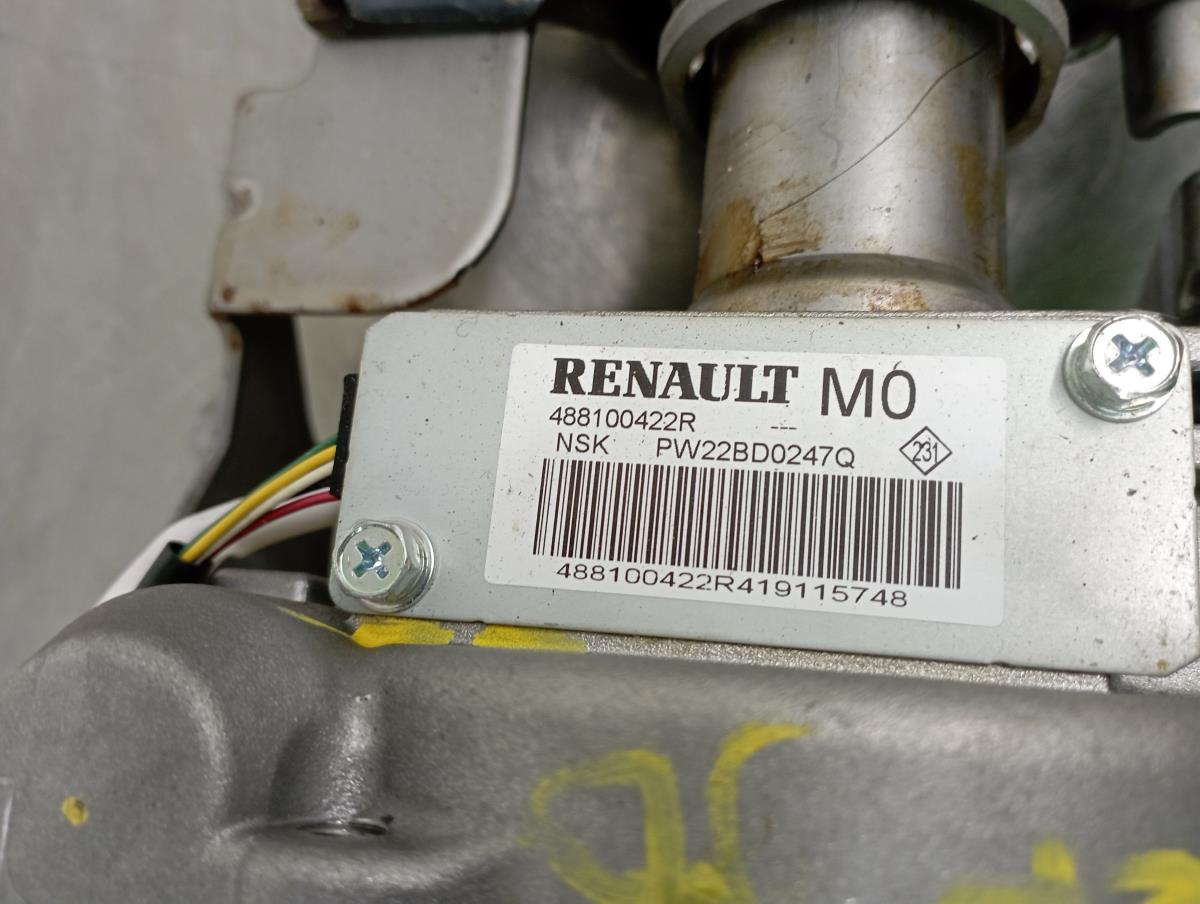 RENAULT M0
488100422R ---
NSK PW22BD0247Q 231
488100422R419115748